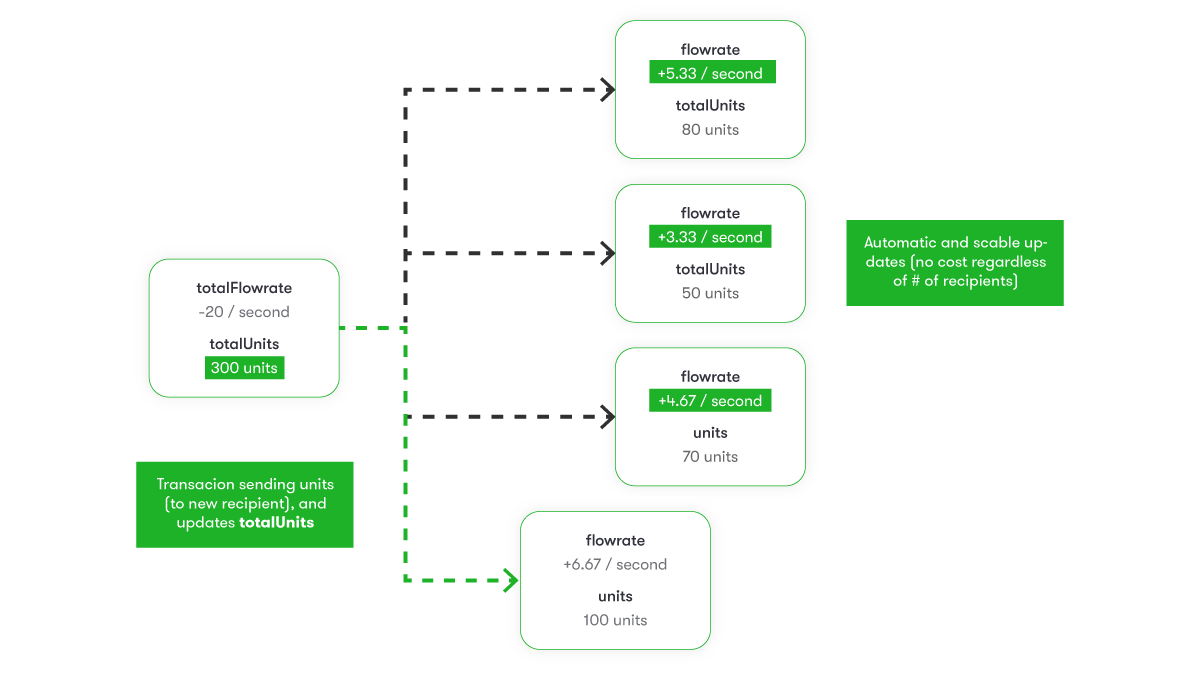 flowrate
+5.33 / second
totalUnits
80 units
flowrate
+3.33 / second
totalUnits
50 units
Automatic and scable up-
dates (no cost regardless
of # of recipients)
totalFlowrate
-20 / second
totalUnits
300 units
flowrate
+4.67 / second
units
70 units
Transacion sending units
(to new recipient), and
updates totalUnits
flowrate
+6.67 / second
units
100 units